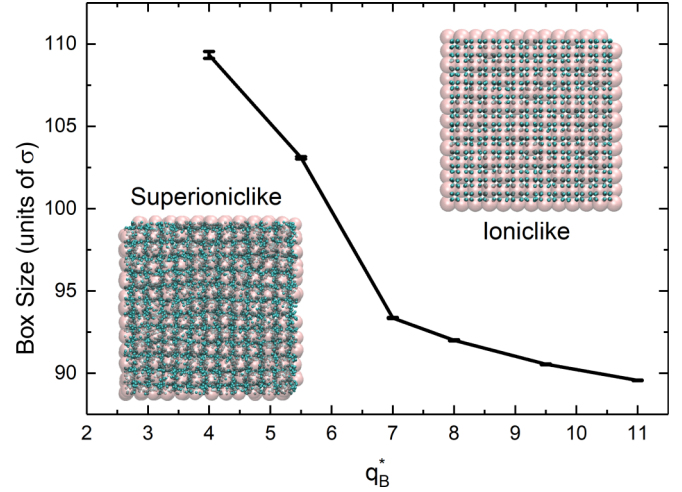 110
105
100
95
90
Box Size (units of σ)
Superioniclike
Ioniclike
2 3 4 5 6 7 8 9 10 11
q*B